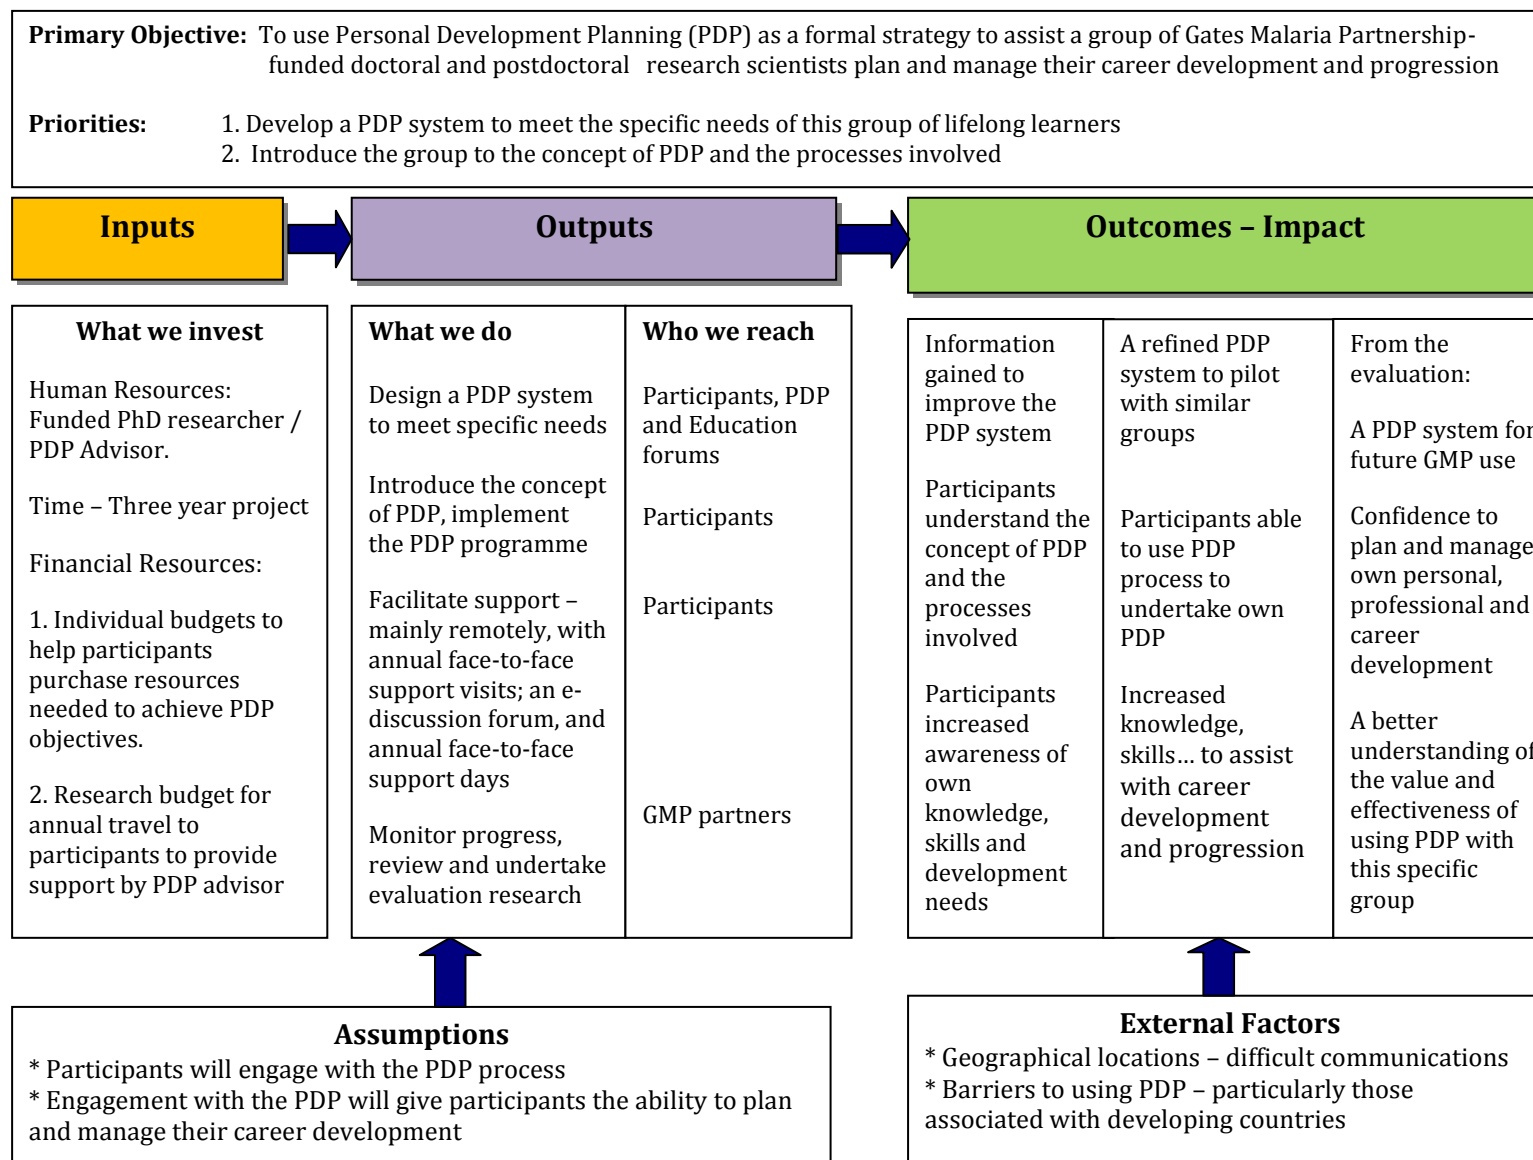 Primary Objective: To use Personal Development Planning (PDP) as a formal strategy to assist a group of Gates Malaria Partnership-
funded doctoral and postdoctoral research scientists plan and manage their career development and progression
Priorities: 1. Develop a PDP system to meet the specific needs of this group of lifelong learners
2. Introduce the group to the concept of PDP and the processes involved
Inputs
Outputs
Outcomes – Impact
What we invest
Human Resources:
Funded PhD researcher /
PDP Advisor.
Time – Three year project
Financial Resources:
1. Individual budgets to
help participants
purchase resources
needed to achieve PDP
objectives.
2. Research budget for
annual travel to
participants to provide
support by PDP advisor
What we do
Design a PDP system
to meet specific needs
Introduce the concept
of PDP, implement
the PDP programme
Facilitate support –
mainly remotely, with
annual face-to-face
support visits; an e-
discussion forum, and
annual face-to-face
support days
Monitor progress,
review and undertake
evaluation research
Who we reach
Participants, PDP
and Education
forums
Participants
Participants
GMP partners
Information
gained to
improve the
PDP system
Participants
understand the
concept of PDP
and the
processes
involved
Participants
increased
awareness of
own
knowledge,
skills and
development
needs
A refined PDP
system to pilot
with similar
groups
Participants able
to use PDP
process to
undertake own
PDP
Increased
knowledge,
skills... to assist
with career
development
and progression
From the
evaluation:
A PDP system for
future GMP use
Confidence to
plan and manage
own personal,
professional and
career
development
A better
understanding of
the value and
effectiveness of
using PDP with
this specific
group
Assumptions
* Participants will engage with the PDP process
* Engagement with the PDP will give participants the ability to plan
and manage their career development
External Factors
* Geographical locations – difficult communications
* Barriers to using PDP – particularly those
associated with developing countries